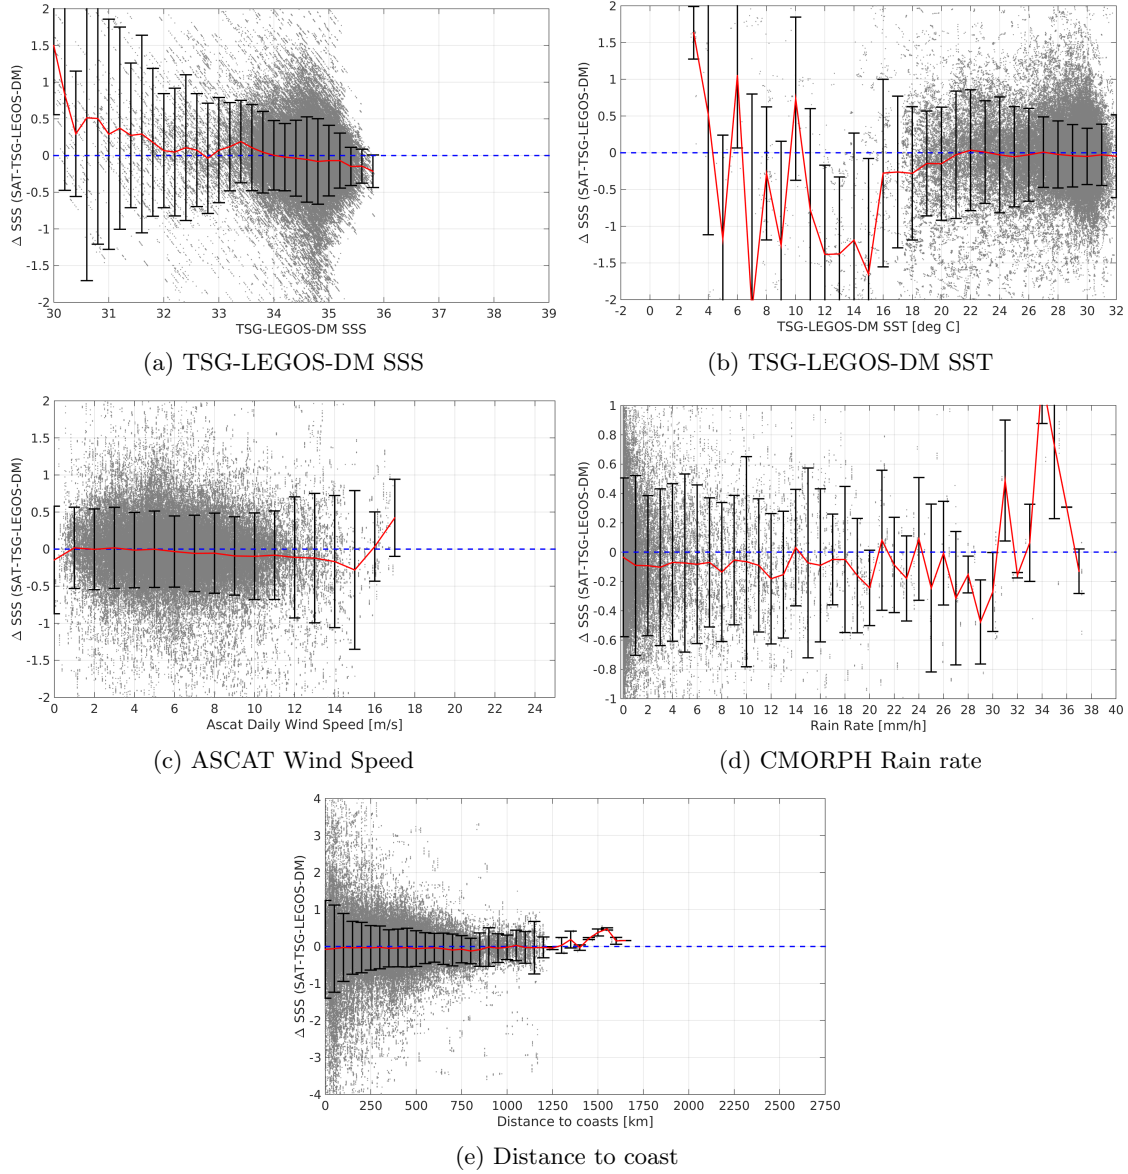 2
1.5
1
0.5
0
-0.5
-1
-1.5
-2
Δ SSS (SAT-TSG-LEGOS-DM)
30 31 32 33 34 35 36 37 38 39
TSG-LEGOS-DM SSS
(a) TSG-LEGOS-DM SSS
2
1.5
1
0.5
0
-0.5
-1
-1.5
-2
Δ SSS (SAT-TSG-LEGOS-DM)
-2 0 2 4 6 8 10 12 14 16 18 20 22 24 26 28 30 32
TSG-LEGOS-DM SST [deg C]
(b) TSG-LEGOS-DM SST
2
1.5
1
0.5
0
-0.5
-1
-1.5
-2
Δ SSS (SAT-TSG-LEGOS-DM)
0 2 4 6 8 10 12 14 16 18 20 22 24
Ascat Daily Wind Speed [m/s]
(c) ASCAT Wind Speed
1
0.8
0.6
0.4
0.2
0
-0.2
-0.4
-0.6
-0.8
-1
Δ SSS (SAT-TSG-LEGOS-DM)
0 2 4 6 8 10 12 14 16 18 20 22 24 26 28 30 32 34 36 38 40
Rain Rate [mm/h]
(d) CMORPH Rain rate
4
3
2
1
0
-1
-2
-3
-4
Δ SSS (SAT-TSG-LEGOS-DM)
0 250 500 750 1000 1250 1500 1750 2000 2250 2500 2750
Distance to coasts [km]
(e) Distance to coast